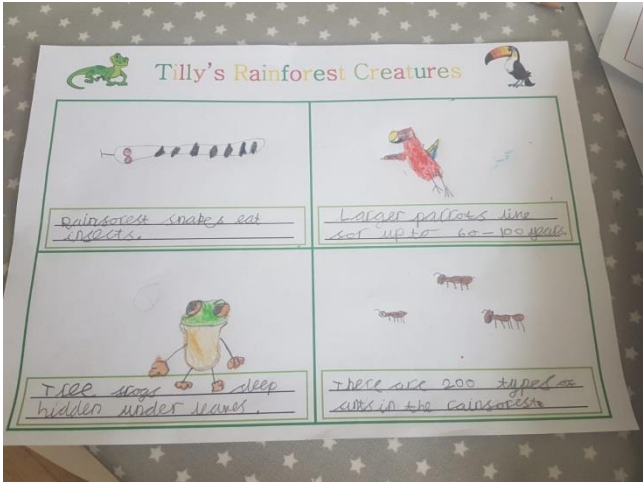 Tilly's Rainforest Creatures
Rainforest snakes eat
insects.
Larger parrots live
for up to 60-100 years.
Tree frogs sleep
hidden under leaves.
There are 200 types of
ants in the rainforest.